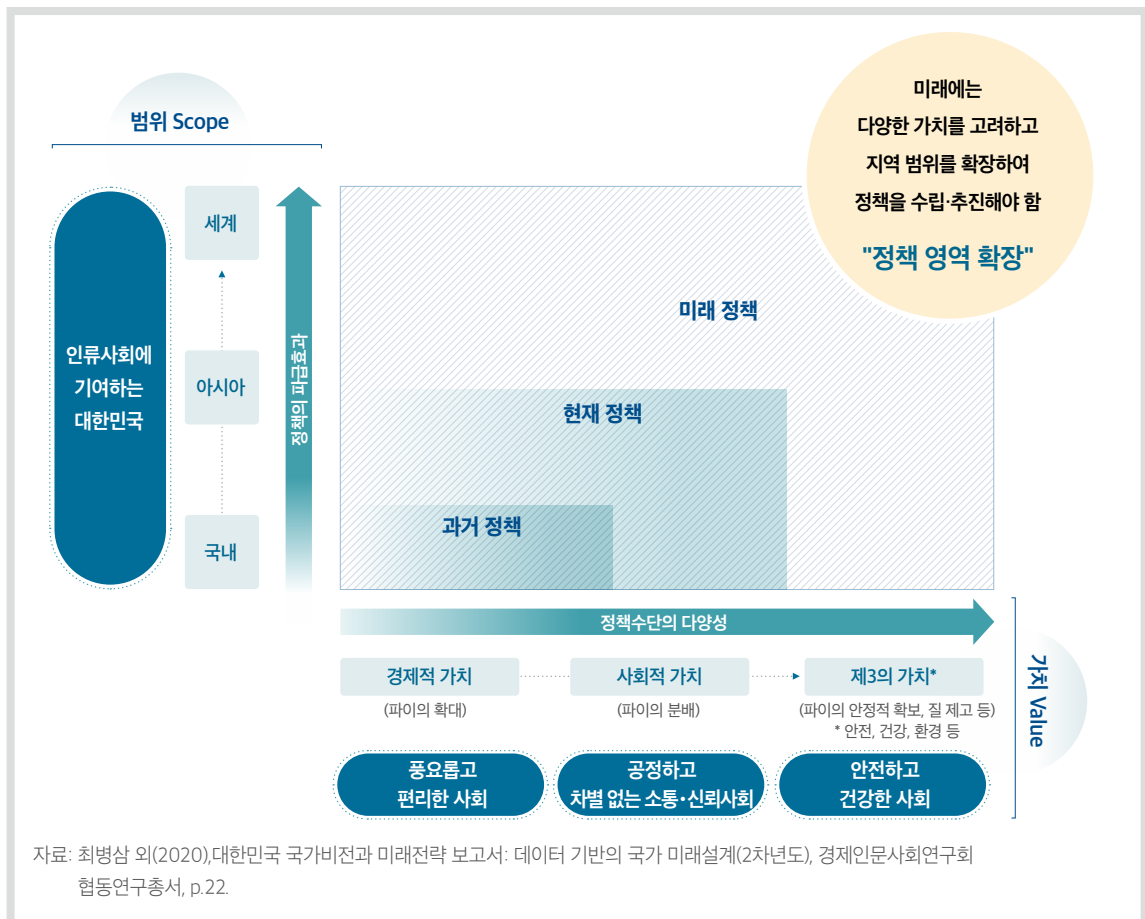 범위 Scope
미래에는
다양한 가치를 고려하고
지역 범위를 확장하여
정책을 수립·추진해야 함
"정책 영역 확장"
인류사회에
기여하는
대한민국
세계
아시아
국내
정책의 파급효과
미래 정책
현재 정책
과거 정책
정책수단의 다양성
가치 Value
경제적 가치
(파이의 확대)
사회적 가치
(파이의 분배)
제3의 가치*
(파이의 안정적 확보, 질 제고 등)
* 안전, 건강, 환경 등
풍요롭고
편리한 사회
공정하고
차별 없는 소통·신뢰사회
안전하고
건강한 사회
자료: 최병삼 외(2020),대한민국 국가비전과 미래전략 보고서: 데이터 기반의 국가 미래설계(2차년도), 경제인문사회연구회
협동연구총서, p.22.